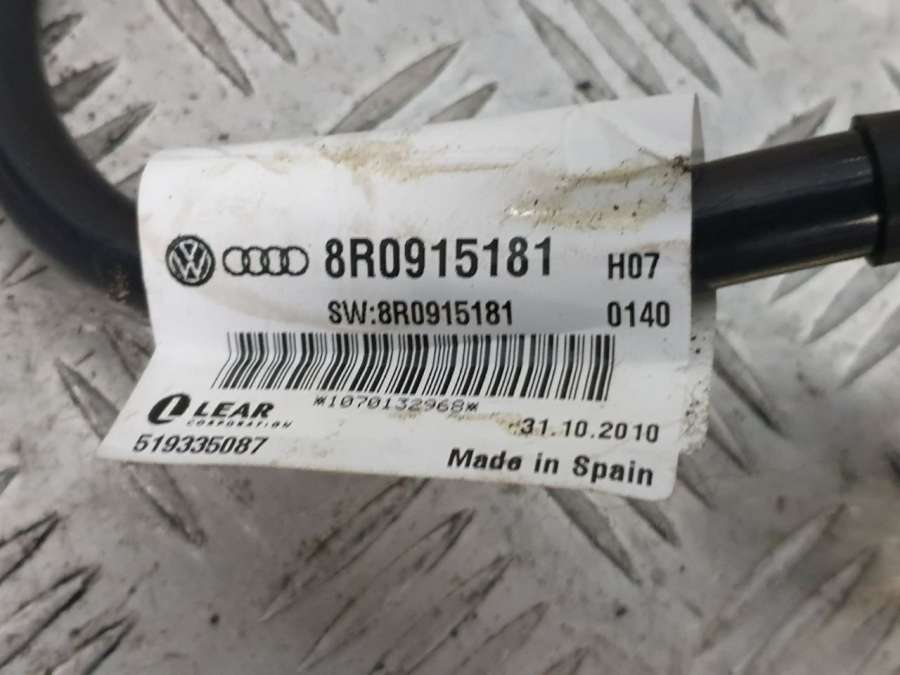 8R0915181 H07
SW:8R0915181 0140
*1070132968*
LEAR
CORPORATION
31.10.2010
519335087
Made in Spain